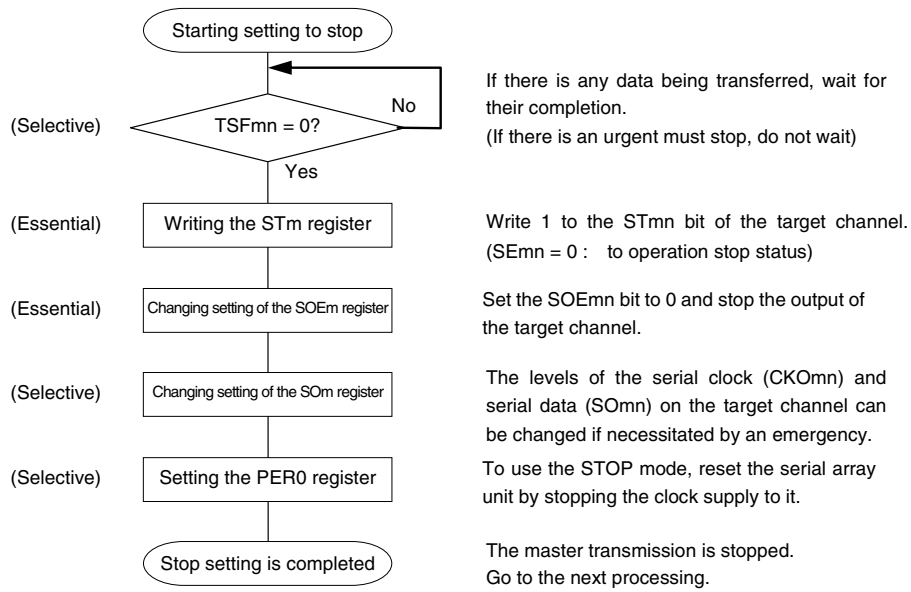 Starting setting to stop
No
If there is any data being transferred, wait for
their completion.
(If there is an urgent must stop, do not wait)
(Selective)
TSFmn = 0?
Yes
(Essential)
Writing the STm register
Write 1 to the STmn bit of the target channel.
(SEmn = 0 : to operation stop status)
(Essential)
Changing setting of the SOEm register
Set the SOEmn bit to 0 and stop the output of
the target channel.
(Selective)
Changing setting of the SOm register
The levels of the serial clock (CKOmn) and
serial data (SOmn) on the target channel can
be changed if necessitated by an emergency.
(Selective)
Setting the PER0 register
To use the STOP mode, reset the serial array
unit by stopping the clock supply to it.
Stop setting is completed
The master transmission is stopped.
Go to the next processing.